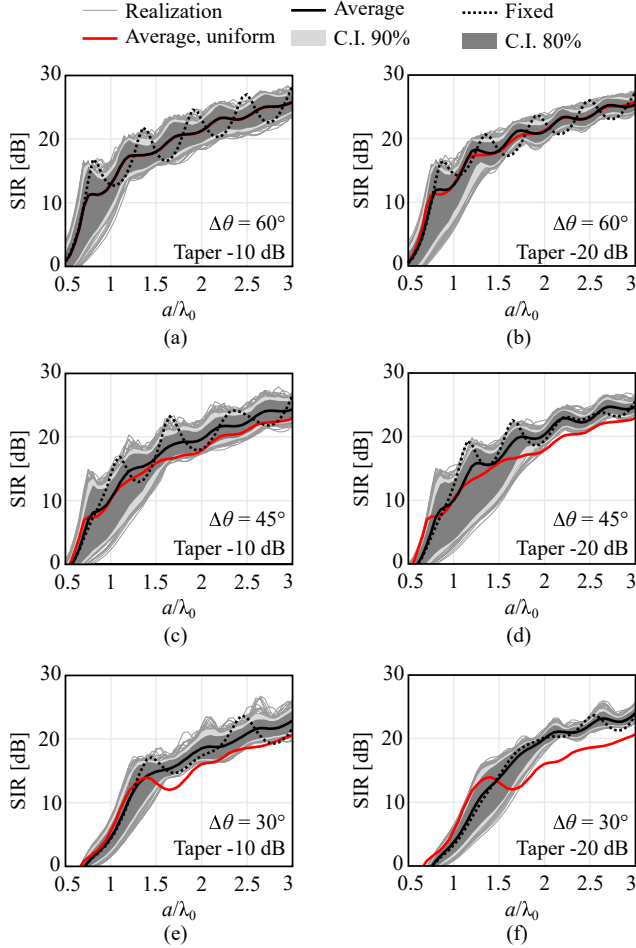 Realization Average Fixed
Average, uniform C.I. 90% C.I. 80%
30
20
10
0
SIR [dB]
Δθ = 60°
Taper -10 dB
0.5 1 1.5 2 2.5 3
a/λ₀
(a)
30
20
10
0
SIR [dB]
Δθ = 60°
Taper -20 dB
0.5 1 1.5 2 2.5 3
a/λ₀
(b)
30
20
10
0
SIR [dB]
Δθ = 45°
Taper -10 dB
0.5 1 1.5 2 2.5 3
a/λ₀
(c)
30
20
10
0
SIR [dB]
Δθ = 45°
Taper -20 dB
0.5 1 1.5 2 2.5 3
a/λ₀
(d)
30
20
10
0
SIR [dB]
Δθ = 30°
Taper -10 dB
0.5 1 1.5 2 2.5 3
a/λ₀
(e)
30
20
10
0
SIR [dB]
Δθ = 30°
Taper -20 dB
0.5 1 1.5 2 2.5 3
a/λ₀
(f)